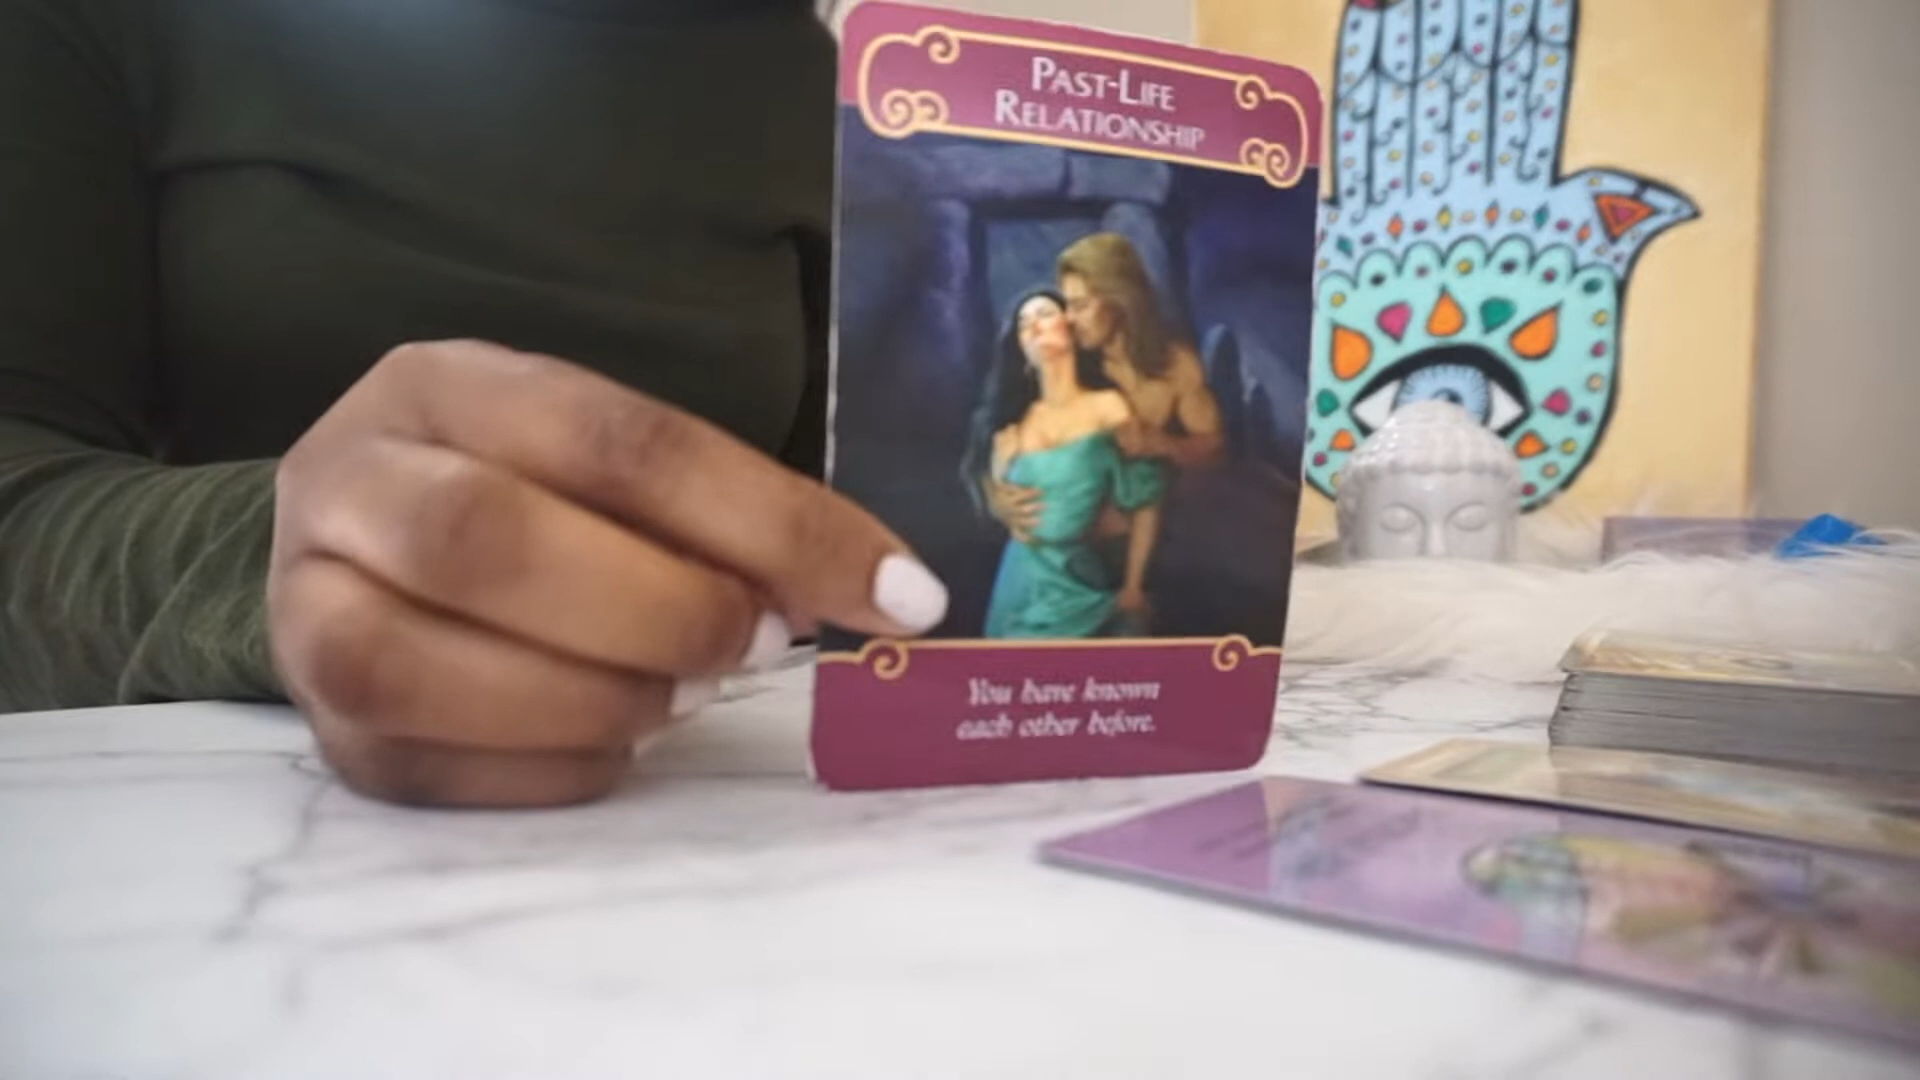 PAST-LIFE
RELATIONSHIP
You have known
each other before.